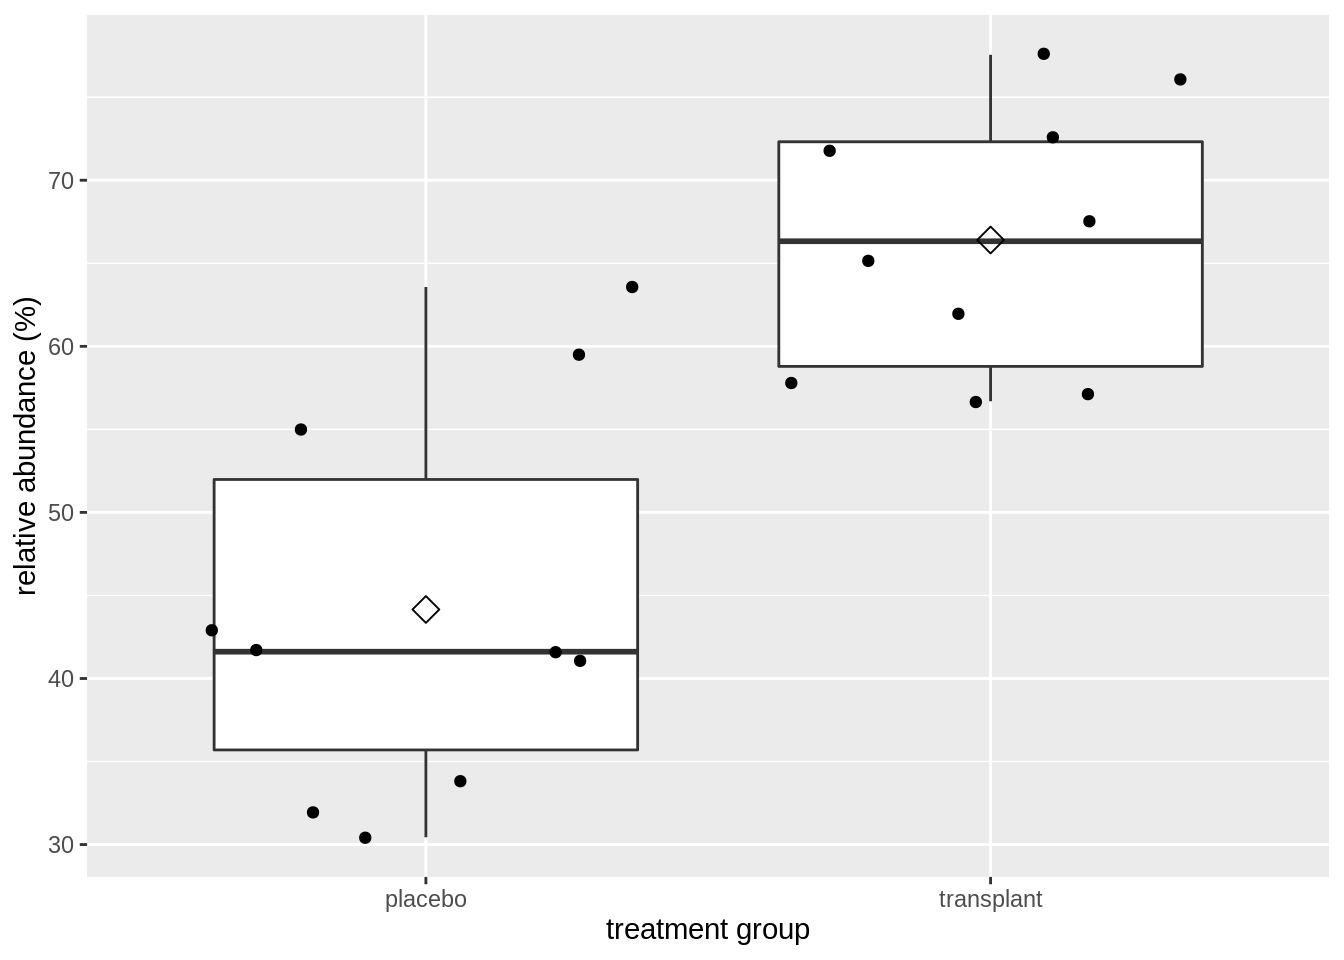 relative abundance (%)
70
60
50
40
30
placebo
transplant
treatment group